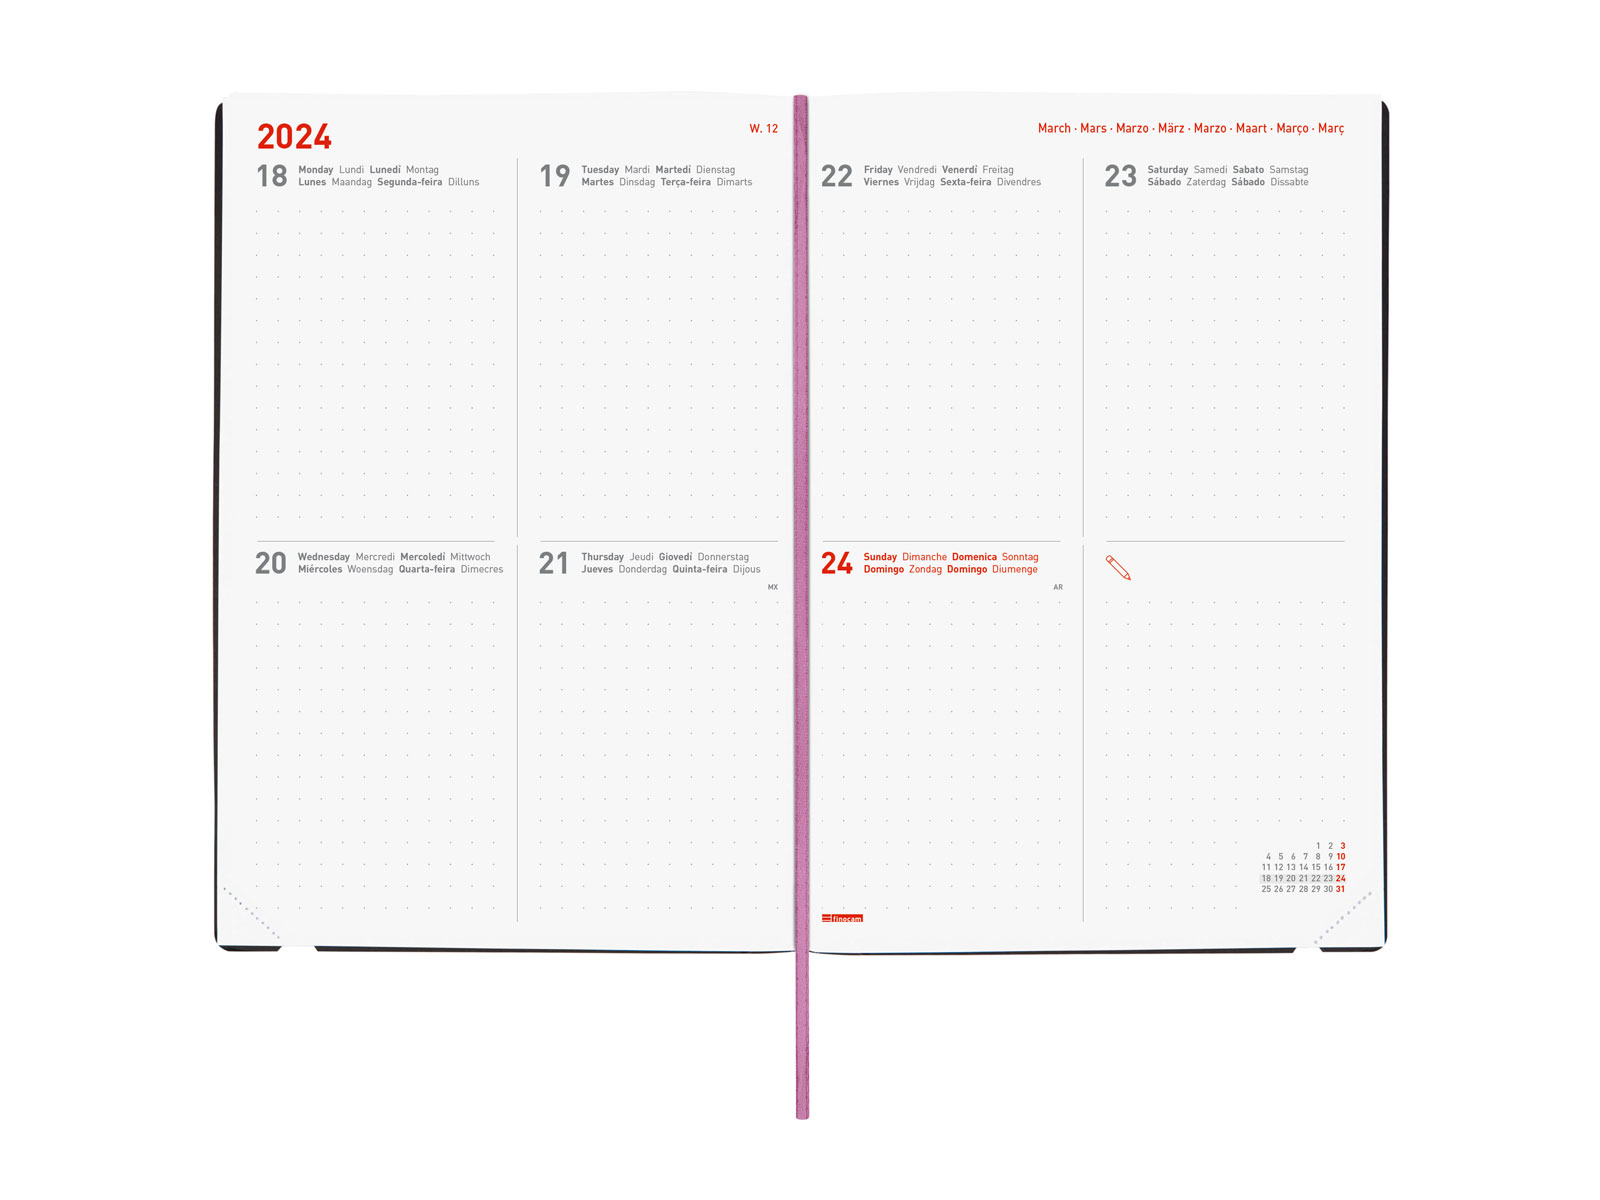 2024
W. 12
March · Mars · Marzo · März · Marzo · Maart · Março · Març
18
Monday Lundi Lunedí Montag
Lunes Maandag Segunda-feira Dilluns
19
Tuesday Mardi Martedí Dienstag
Martes Dinsdag Terça-feira Dimarts
22
Friday Vendredi Venerdí Freitag
Viernes Vrijdag Sexta-feira Divendres
23
Saturday Samedi Sabato Samstag
Sábado Zaterdag Sábado Dissabte
20
Wednesday Mercredi Mercoledí Mittwoch
Miércoles Woensdag Quarta-feira Dimecres
21
Thursday Jeudi Giovedí Donnerstag
Jueves Donderdag Quinta-feira Dijous
MX
24
Sunday Dimanche Domenica Sonntag
Domingo Zondag Domingo Diumenge
AR
1 2 3
4 5 6 7 8 9 10
11 12 13 14 15 16 17
18 19 20 21 22 23 24
25 26 27 28 29 30 31
finocam